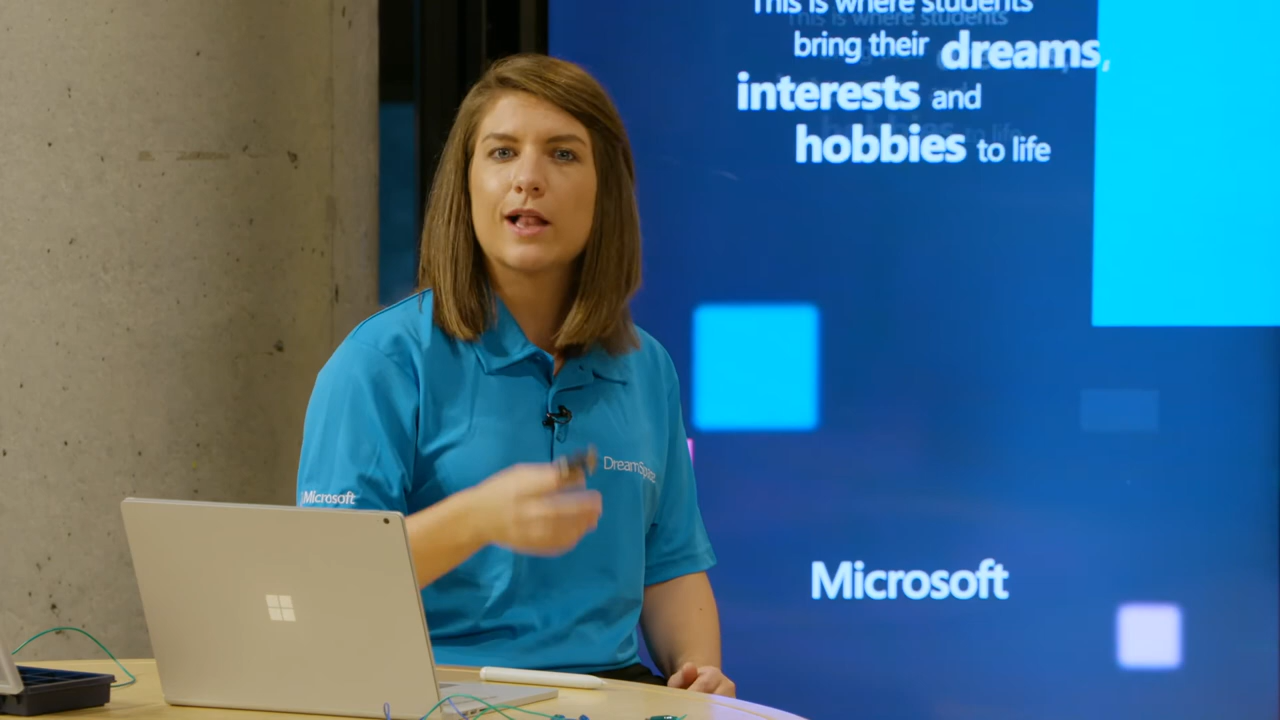 This is where students
bring their dreams,
interests and
hobbies to life
DreamSpace
Microsoft
Microsoft